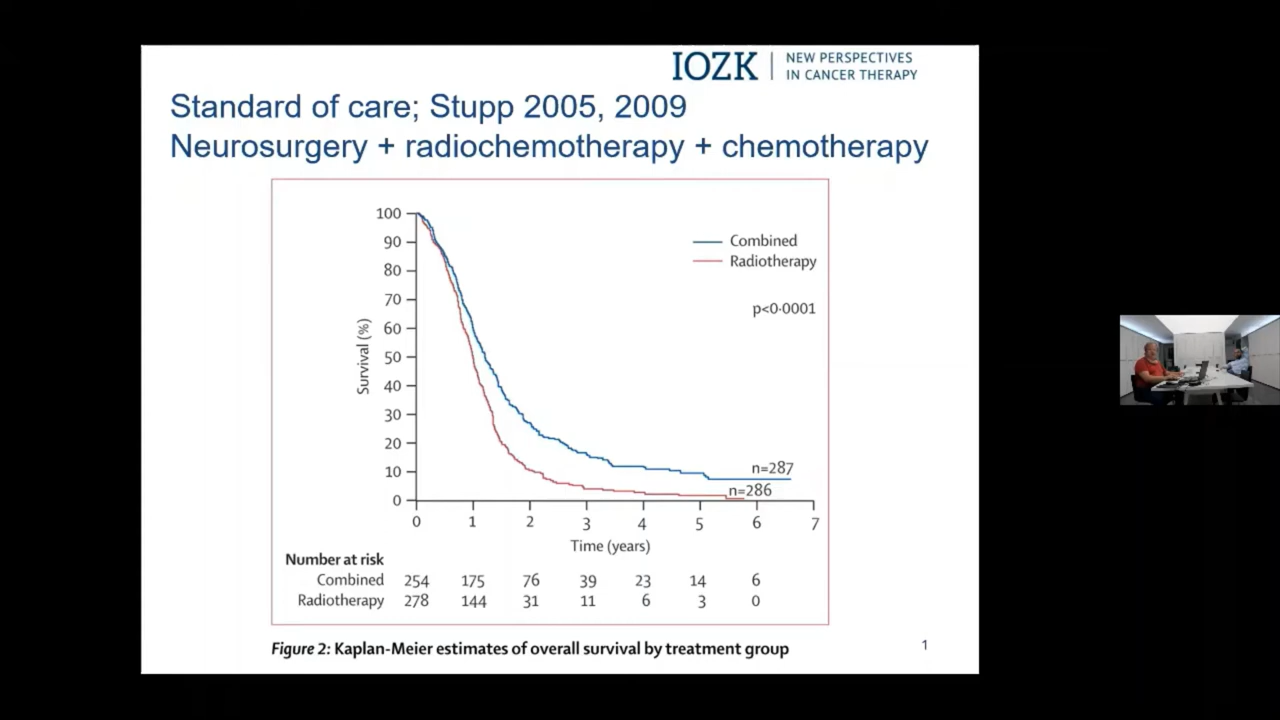 IOZK
NEW PERSPECTIVES
IN CANCER THERAPY
Standard of care; Stupp 2005, 2009
Neurosurgery + radiochemotherapy + chemotherapy
100
90
80
70
60
50
40
30
20
10
0
Survival (%)
Combined
Radiotherapy
p<0·0001
n=287
n=286
0 1 2 3 4 5 6 7
Time (years)
Number at risk
Combined 254 175 76 39 23 14 6
Radiotherapy 278 144 31 11 6 3 0
Figure 2: Kaplan-Meier estimates of overall survival by treatment group
1